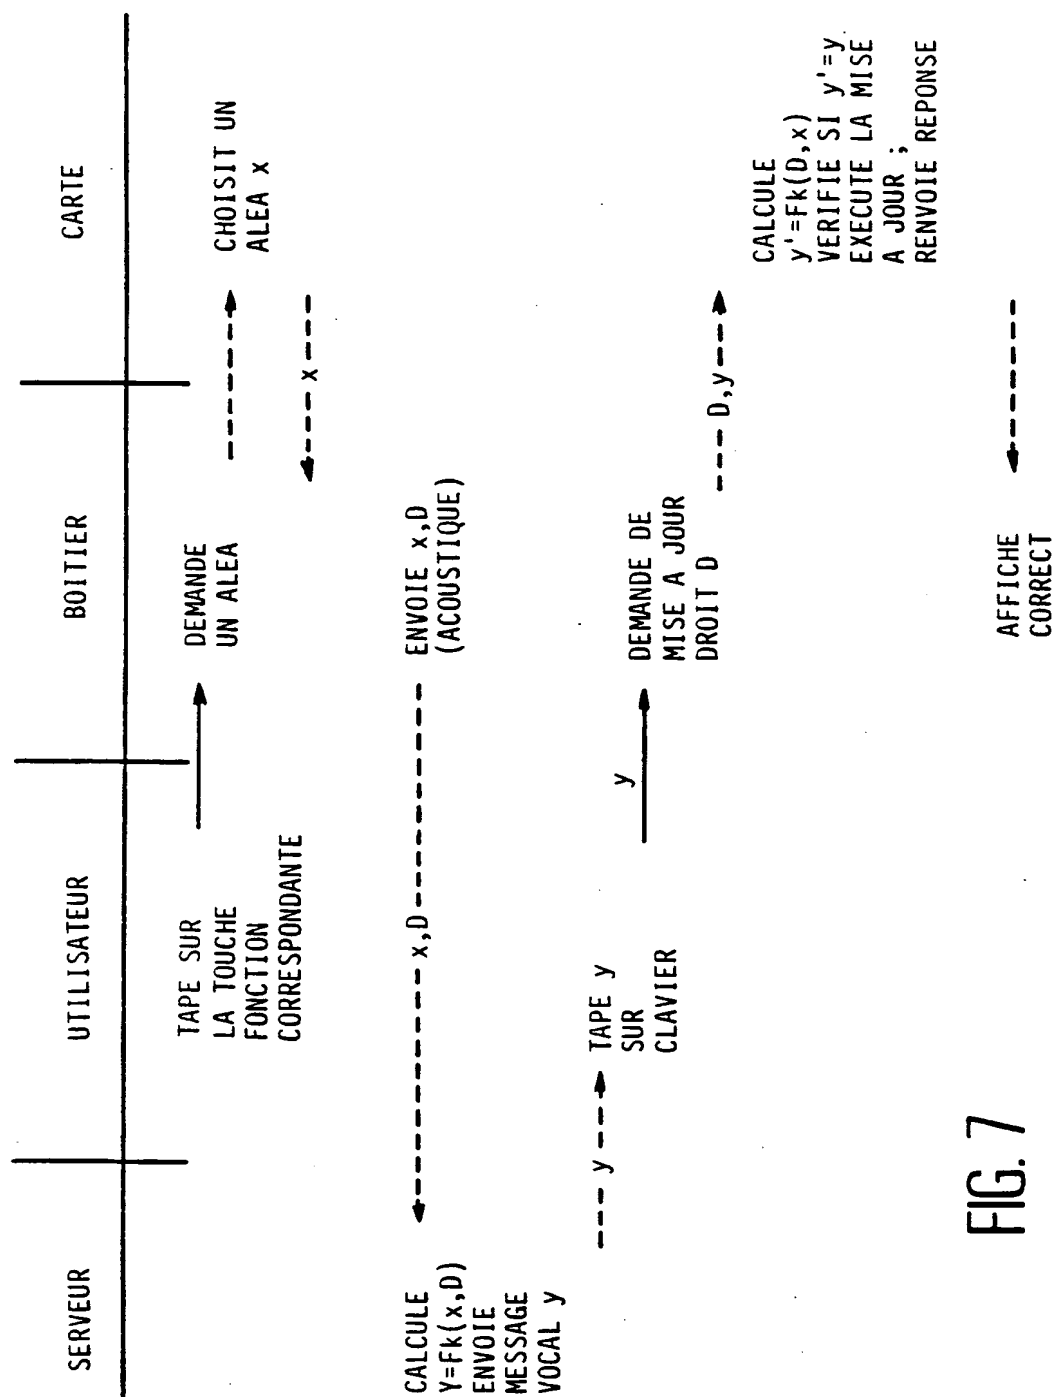 SERVEUR
UTILISATEUR
BOITIER
CARTE
TAPE SUR
LA TOUCHE
FONCTION
CORRESPONDANTE
DEMANDE
UN ALEA
CHOISIT UN
ALEA x
x
ENVOIE x,D
(ACOUSTIQUE)
x,D
CALCULE
Y=Fk(x,D)
ENVOIE
MESSAGE
VOCAL y
y
TAPE y
SUR
CLAVIER
y
DEMANDE DE
MISE A JOUR
DROIT D
D,y
CALCULE
y'=Fk(D,x)
VERIFIE SI y'=y
EXECUTE LA MISE
A JOUR ;
RENVOIE REPONSE
AFFICHE
CORRECT
FIG. 7